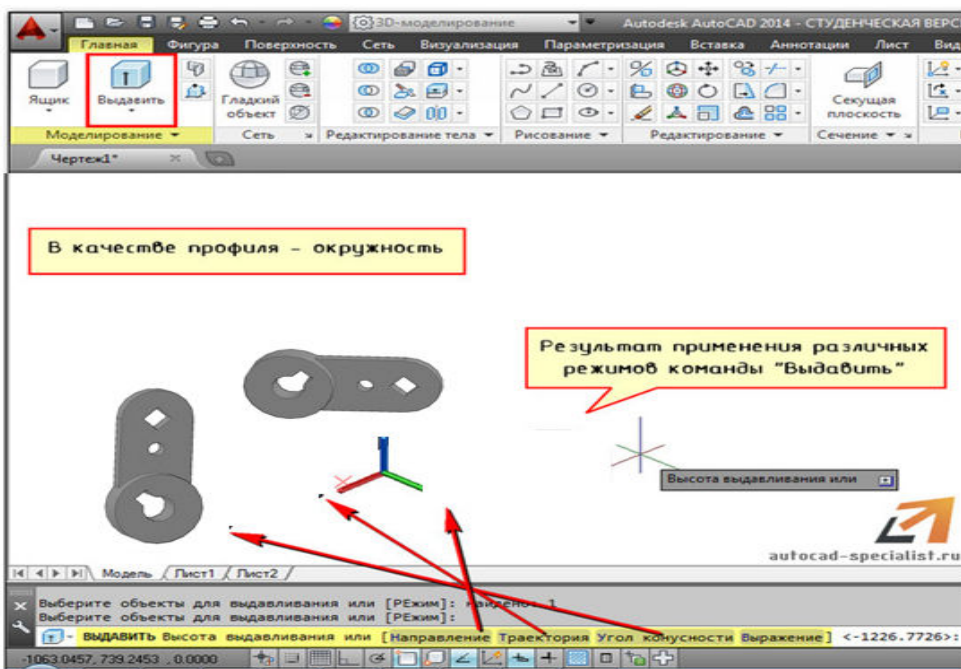 3D-моделирование
Autodesk AutoCAD 2014 - СТУДЕНЧЕСКАЯ ВЕРС
Главная Фигура Поверхность Сеть Визуализация Параметризация Вставка Аннотации Лист Вид
Ящик
Выдавить
Гладкий
объект
Секущая
плоскость
Моделирование
Сеть
Редактирование тела
Рисование
Редактирование
Сечение
Чертеж1*
В качестве профиля - окружность
Результат применения различных
режимов команды "Выдавить"
Высота выдавливания или
autocad-specialist.ru
Модель Лист1 Лист2
Выберите объекты для выдавливания или [РЕжим]: найдено: 1
Выберите объекты для выдавливания или [РЕжим]:
ВЫДАВИТЬ Высота выдавливания или [Направление Траектория Угол конусности Выражение] <-1226.7726>:
-1063.0457, 739.2453 , 0.0000